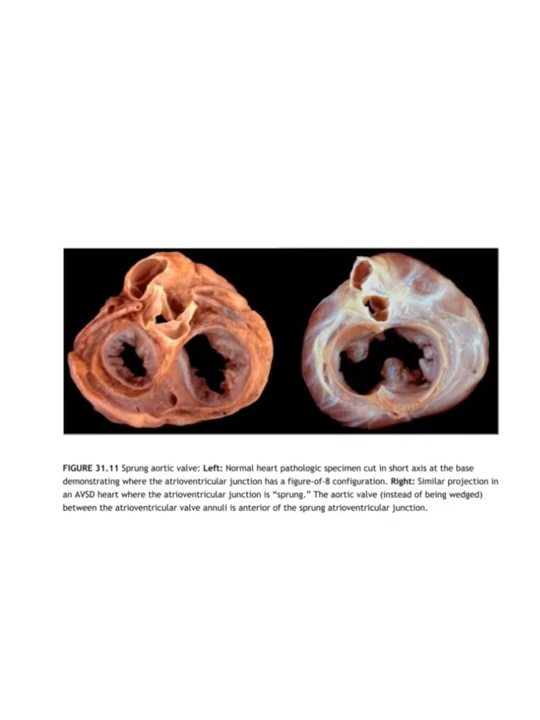 FIGURE 31.11 Sprung aortic valve: Left: Normal heart pathologic specimen cut in short axis at the base
demonstrating where the atrioventricular junction has a figure-of-8 configuration. Right: Similar projection in
an AVSD heart where the atrioventricular junction is “sprung.” The aortic valve (instead of being wedged)
between the atrioventricular valve annuli is anterior of the sprung atrioventricular junction.